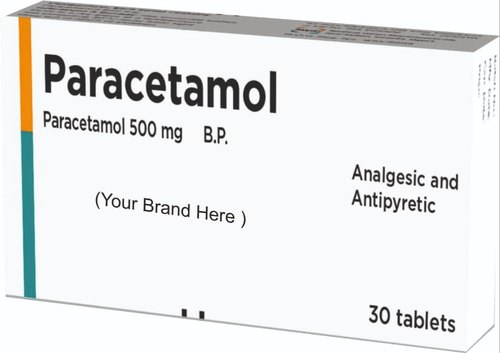 Paracetamol
Paracetamol 500 mg B.P.
(Your Brand Here )
Analgesic and
Antipyretic
30 tablets